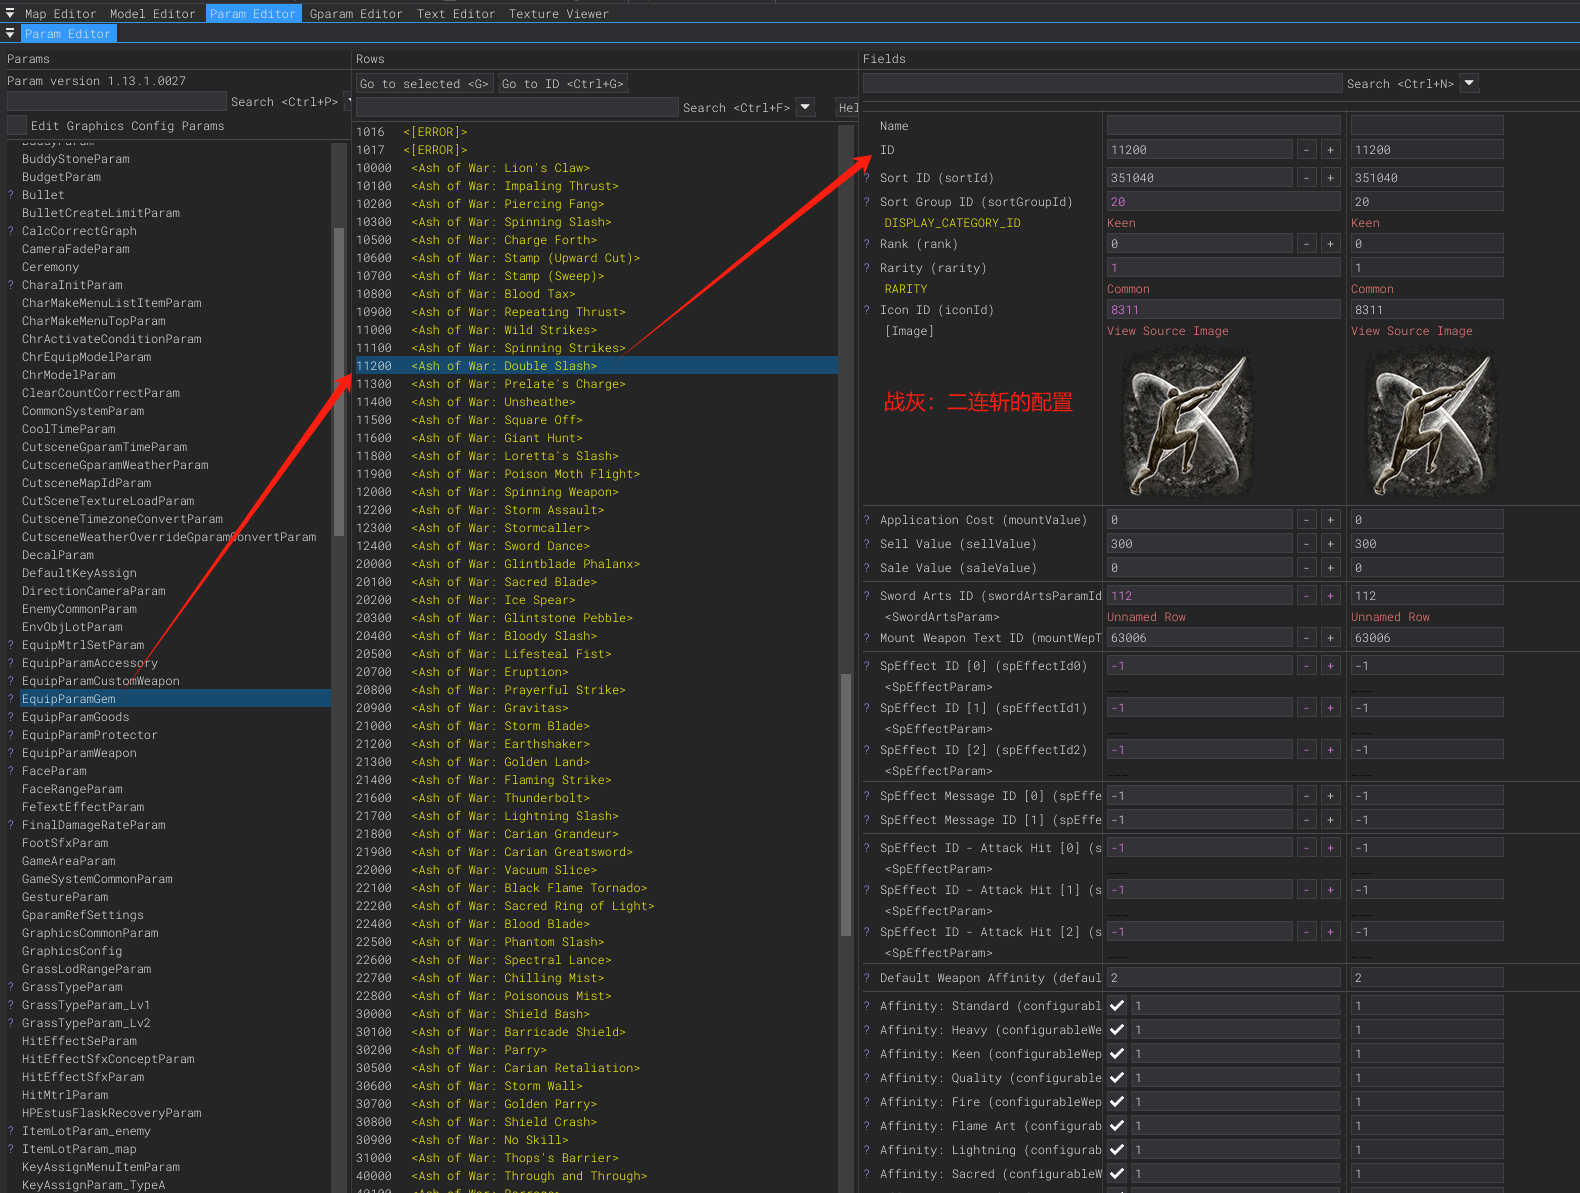 Map Editor Model Editor Param Editor Gparam Editor Text Editor Texture Viewer
Param Editor
Params
Param version 1.13.1.0027
Search <Ctrl+P>
Edit Graphics Config Params
BuddyParam
BuddyStoneParam
BudgetParam
? Bullet
BulletCreateLimitParam
? CalcCorrectGraph
CameraFadeParam
Ceremony
? CharaInitParam
CharMakeMenuListItemParam
CharMakeMenuTopParam
ChrActivateConditionParam
ChrEquipModelParam
ChrModelParam
ClearCountCorrectParam
CommonSystemParam
CoolTimeParam
CutsceneGparamTimeParam
CutsceneGparamWeatherParam
CutsceneMapIdParam
CutSceneTextureLoadParam
CutsceneTimezoneConvertParam
CutsceneWeatherOverrideGparamConvertParam
DecalParam
DefaultKeyAssign
DirectionCameraParam
EnemyCommonParam
EnvObjLotParam
? EquipMtrlSetParam
? EquipParamAccessory
? EquipParamCustomWeapon
? EquipParamGem
? EquipParamGoods
? EquipParamProtector
? EquipParamWeapon
? FaceParam
FaceRangeParam
FeTextEffectParam
? FinalDamageRateParam
FootSfxParam
GameAreaParam
GameSystemCommonParam
GestureParam
GparamRefSettings
GraphicsCommonParam
GraphicsConfig
GrassLodRangeParam
? GrassTypeParam
? GrassTypeParam_Lv1
? GrassTypeParam_Lv2
HitEffectSeParam
HitEffectSfxConceptParam
HitEffectSfxParam
HitMtrlParam
HPEstusFlaskRecoveryParam
? ItemLotParam_enemy
? ItemLotParam_map
KeyAssignMenuItemParam
KeyAssignParam_TypeA
Rows
Go to selected <G> Go to ID <Ctrl+G>
Search <Ctrl+F> Hel
1016 <[ERROR]>
1017 <[ERROR]>
10000 <Ash of War: Lion's Claw>
10100 <Ash of War: Impaling Thrust>
10200 <Ash of War: Piercing Fang>
10300 <Ash of War: Spinning Slash>
10500 <Ash of War: Charge Forth>
10600 <Ash of War: Stamp (Upward Cut)>
10700 <Ash of War: Stamp (Sweep)>
10800 <Ash of War: Blood Tax>
10900 <Ash of War: Repeating Thrust>
11000 <Ash of War: Wild Strikes>
11100 <Ash of War: Spinning Strikes>
11200 <Ash of War: Double Slash>
11300 <Ash of War: Prelate's Charge>
11400 <Ash of War: Unsheathe>
11500 <Ash of War: Square Off>
11600 <Ash of War: Giant Hunt>
11800 <Ash of War: Loretta's Slash>
11900 <Ash of War: Poison Moth Flight>
12000 <Ash of War: Spinning Weapon>
12200 <Ash of War: Storm Assault>
12300 <Ash of War: Stormcaller>
12400 <Ash of War: Sword Dance>
20000 <Ash of War: Glintblade Phalanx>
20100 <Ash of War: Sacred Blade>
20200 <Ash of War: Ice Spear>
20300 <Ash of War: Glintstone Pebble>
20400 <Ash of War: Bloody Slash>
20500 <Ash of War: Lifesteal Fist>
20700 <Ash of War: Eruption>
20800 <Ash of War: Prayerful Strike>
20900 <Ash of War: Gravitas>
21000 <Ash of War: Storm Blade>
21200 <Ash of War: Earthshaker>
21300 <Ash of War: Golden Land>
21400 <Ash of War: Flaming Strike>
21600 <Ash of War: Thunderbolt>
21700 <Ash of War: Lightning Slash>
21800 <Ash of War: Carian Grandeur>
21900 <Ash of War: Carian Greatsword>
22000 <Ash of War: Vacuum Slice>
22100 <Ash of War: Black Flame Tornado>
22200 <Ash of War: Sacred Ring of Light>
22400 <Ash of War: Blood Blade>
22500 <Ash of War: Phantom Slash>
22600 <Ash of War: Spectral Lance>
22700 <Ash of War: Chilling Mist>
22800 <Ash of War: Poisonous Mist>
30000 <Ash of War: Shield Bash>
30100 <Ash of War: Barricade Shield>
30200 <Ash of War: Parry>
30500 <Ash of War: Carian Retaliation>
30600 <Ash of War: Storm Wall>
30700 <Ash of War: Golden Parry>
30800 <Ash of War: Shield Crash>
30900 <Ash of War: No Skill>
31000 <Ash of War: Thops's Barrier>
40000 <Ash of War: Through and Through>
Fields
Search <Ctrl+N>
Name
ID 11200 - + 11200
? Sort ID (sortId) 351040 - + 351040
? Sort Group ID (sortGroupId) 20 20
DISPLAY_CATEGORY_ID Keen Keen
? Rank (rank) 0 - + 0
? Rarity (rarity) 1 1
RARITY Common Common
? Icon ID (iconId) 8311 8311
[Image] View Source Image View Source Image
战灰：二连斩的配置
? Application Cost (mountValue) 0 - + 0
? Sell Value (sellValue) 300 - + 300
? Sale Value (saleValue) 0 - + 0
? Sword Arts ID (swordArtsParamId 112 - + 112
<SwordArtsParam> Unnamed Row Unnamed Row
? Mount Weapon Text ID (mountWepT 63006 - + 63006
? SpEffect ID [0] (spEffectId0) -1 - + -1
<SpEffectParam> ___ ___
? SpEffect ID [1] (spEffectId1) -1 - + -1
<SpEffectParam> ___ ___
? SpEffect ID [2] (spEffectId2) -1 - + -1
<SpEffectParam> ___ ___
? SpEffect Message ID [0] (spEffe -1 - + -1
? SpEffect Message ID [1] (spEffe -1 - + -1
? SpEffect ID - Attack Hit [0] (s -1 - + -1
<SpEffectParam> ___ ___
? SpEffect ID - Attack Hit [1] (s -1 - + -1
<SpEffectParam> ___ ___
? SpEffect ID - Attack Hit [2] (s -1 - + -1
<SpEffectParam> ___ ___
? Default Weapon Affinity (defaul 2 2
? Affinity: Standard (configurabl 1 1
? Affinity: Heavy (configurableWe 1 1
? Affinity: Keen (configurableWep 1 1
? Affinity: Quality (configurable 1 1
? Affinity: Fire (configurableWep 1 1
? Affinity: Flame Art (configurab 1 1
? Affinity: Lightning (configurab 1 1
? Affinity: Sacred (configurableW 1 1